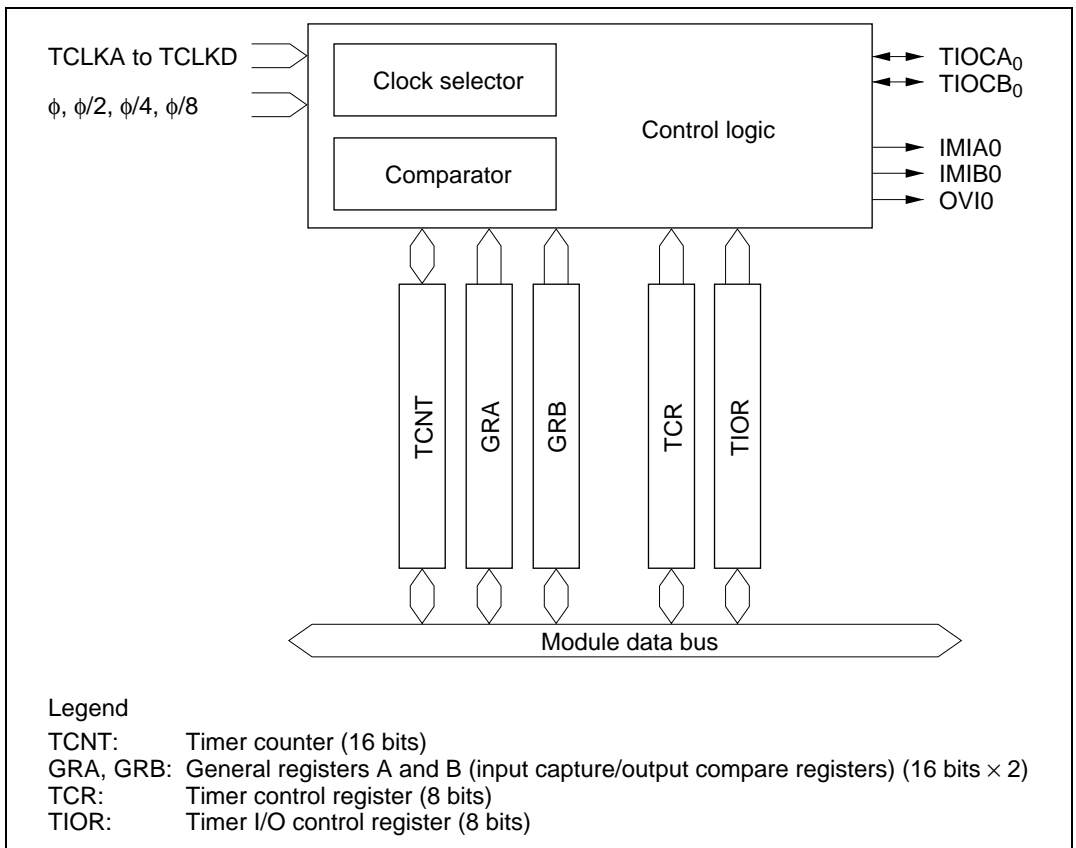 TCLKA to TCLKD
ϕ, ϕ/2, ϕ/4, ϕ/8
Clock selector
Comparator
Control logic
TIOCA₀
TIOCB₀
IMIA0
IMIB0
OVI0
TCNT
GRA
GRB
TCR
TIOR
Module data bus
Legend
TCNT: Timer counter (16 bits)
GRA, GRB: General registers A and B (input capture/output compare registers) (16 bits × 2)
TCR: Timer control register (8 bits)
TIOR: Timer I/O control register (8 bits)